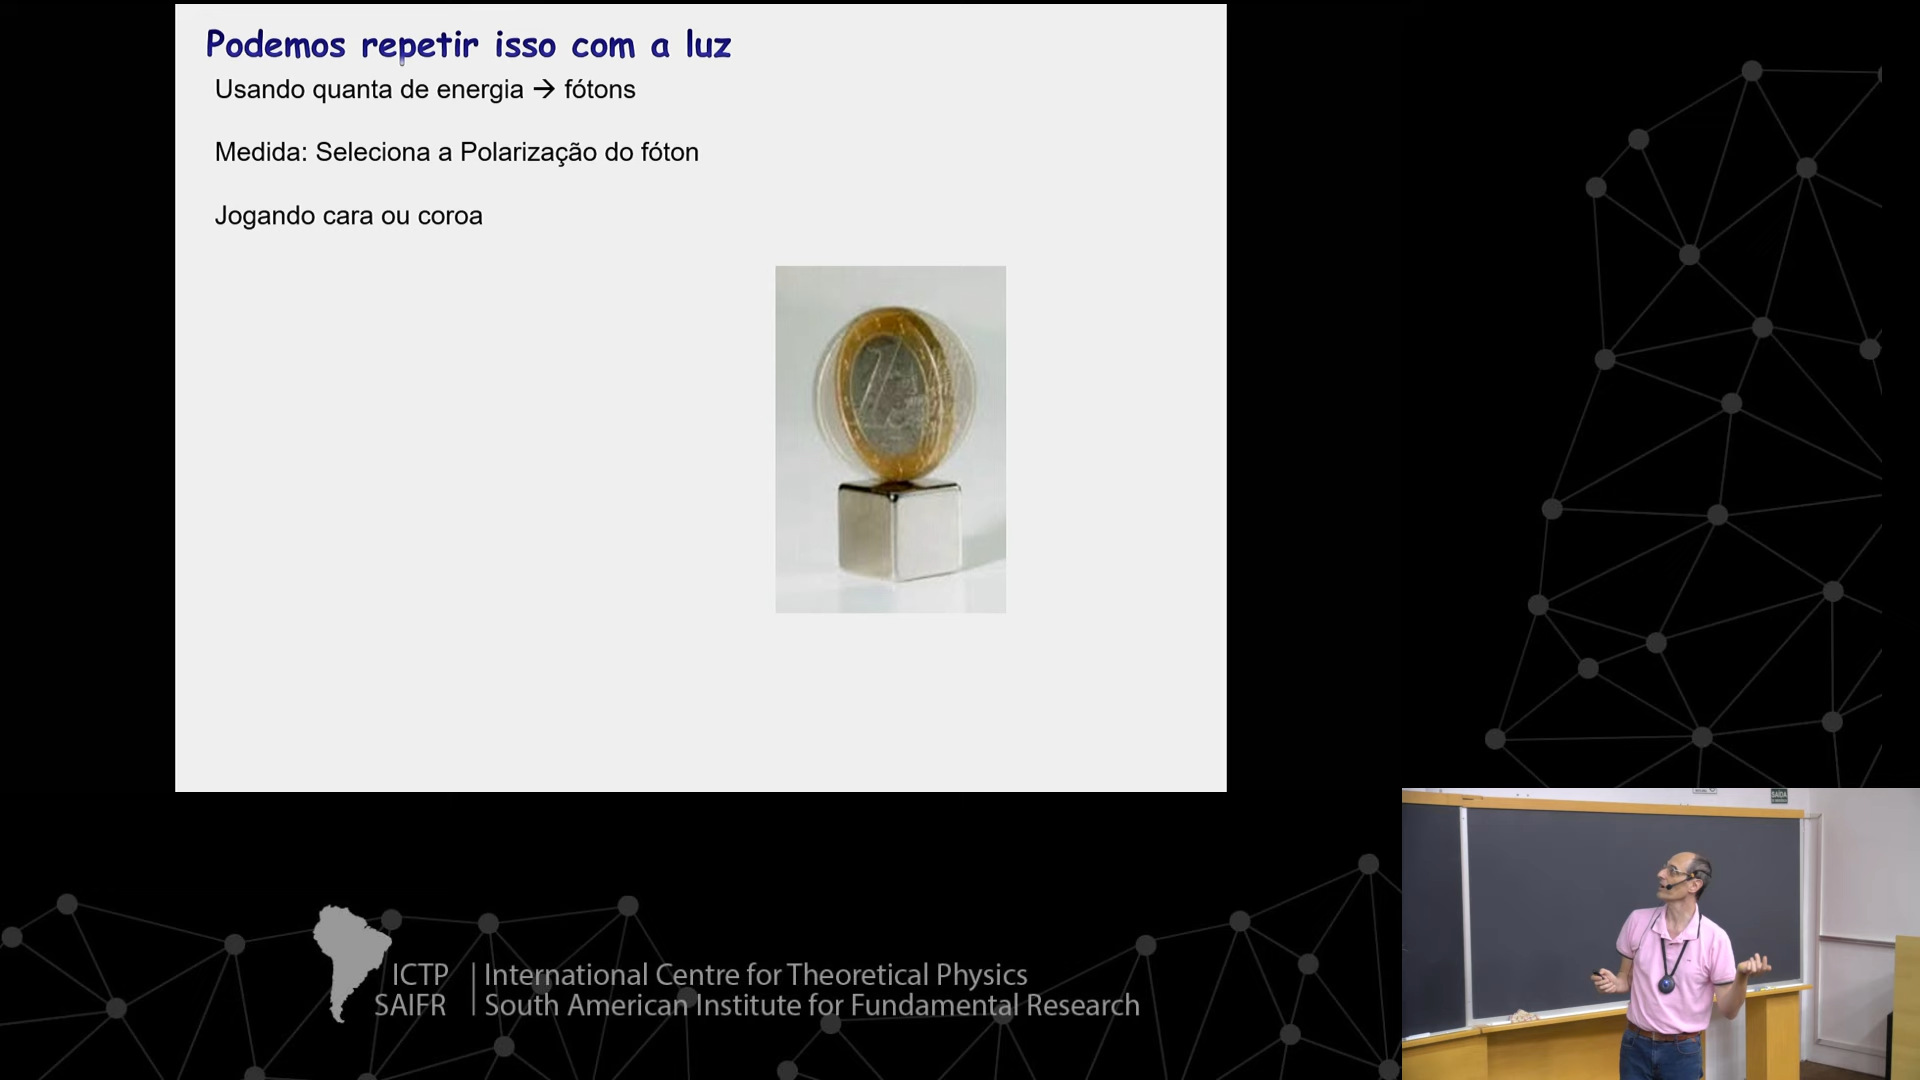 Podemos repetir isso com a luz
Usando quanta de energia → fótons
Medida: Seleciona a Polarização do fóton
Jogando cara ou coroa
ICTP
SAIFR
International Centre for Theoretical Physics
South American Institute for Fundamental Research